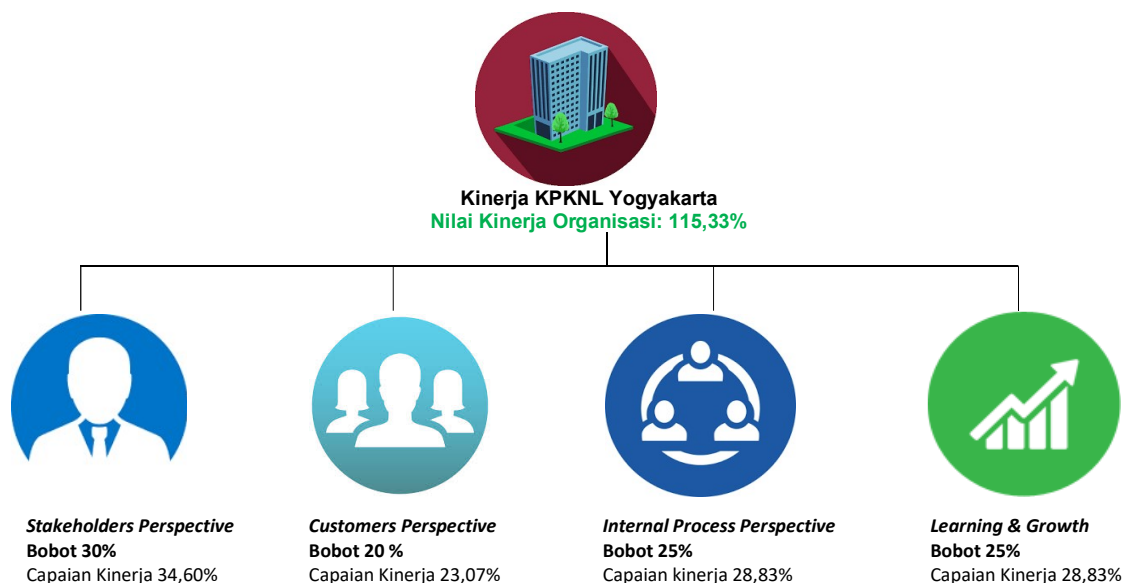 Kinerja KPKNL Yogyakarta
Nilai Kinerja Organisasi: 115,33%
Stakeholders Perspective
Bobot 30%
Capaian Kinerja 34,60%
Customers Perspective
Bobot 20 %
Capaian Kinerja 23,07%
Internal Process Perspective
Bobot 25%
Capaian kinerja 28,83%
Learning & Growth
Bobot 25%
Capaian Kinerja 28,83%